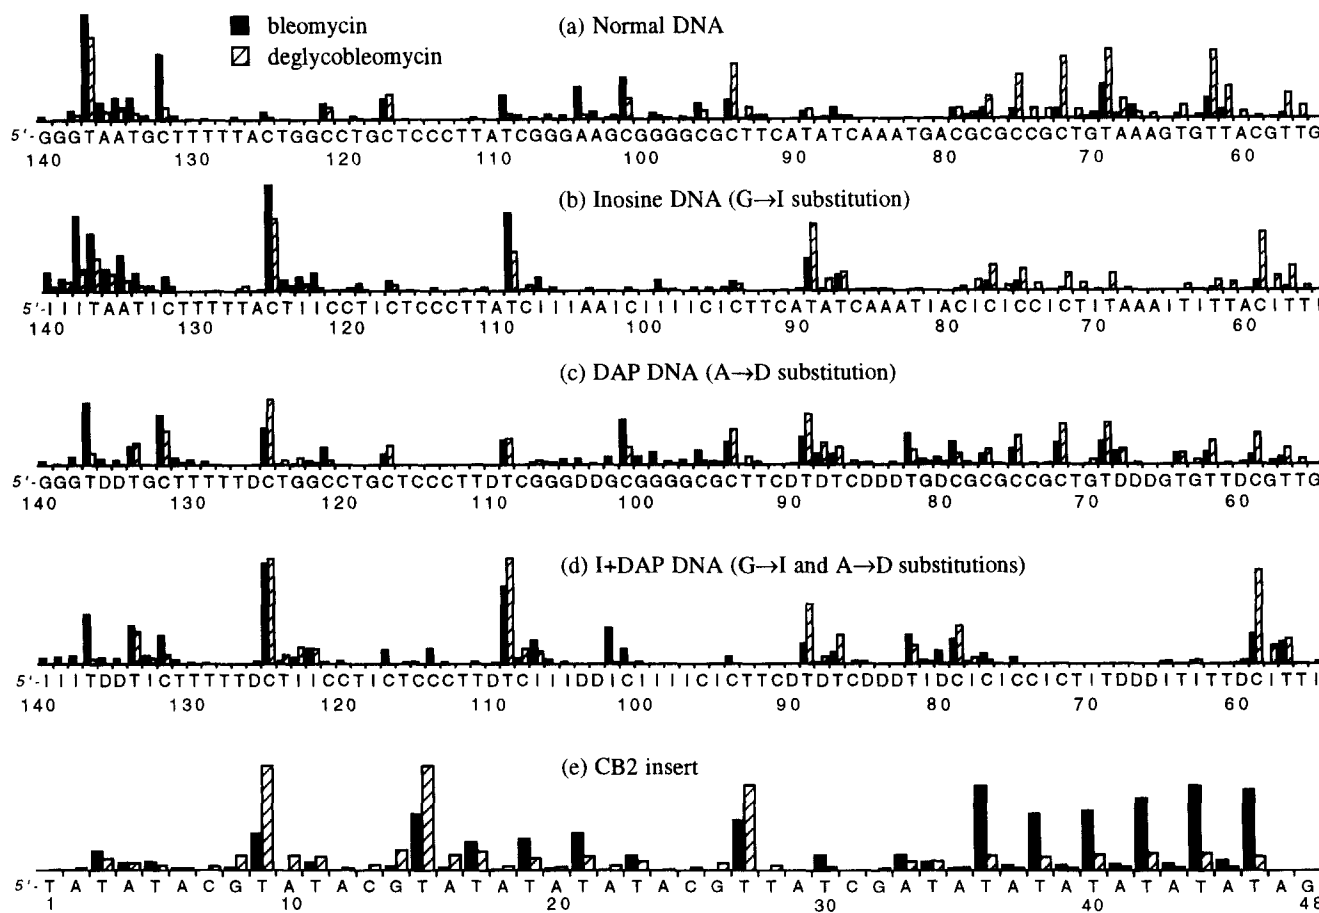 bleomycin
deglycobleomycin
(a) Normal DNA
5'-GGGTAATGCTTTTTACTGGCCTGCTCCCTTATCGGGAAGCGGGGCGCTTCATATCAAATGACGCGCCGCTGTAAAGTGTTACGTTG
140 130 120 110 100 90 80 70 60
(b) Inosine DNA (G→I substitution)
5'-IIITAATICTTTTTACTIICCTICTCCCTTATCIIIAAICIIIICICTTCATATCAAATIACICICCICTITAAAITITTACITTI
140 130 120 110 100 90 80 70 60
(c) DAP DNA (A→D substitution)
5'-GGGTDDTGCTTTTTDCTGGCCTGCTCCCTTDTCGGGDDGCGGGGCGCTTCDTDTCDDDTGDCGCGCCGCTGTDDDGTGTTDCGTTG
140 130 120 110 100 90 80 70 60
(d) I+DAP DNA (G→I and A→D substitutions)
5'-IIITDDTICTTTTTDCTIICCTICTCCCTTDTCIIIDDICIIIICICTTCDTDTCDDDTIDCICICCICTITDDDITITTDCITTI
140 130 120 110 100 90 80 70 60
(e) CB2 insert
5'-T A T A T A C G T A T A C G T A T A T A T A T A C G T T A T C G A T A T A T A T A T A T A T A G
1 10 20 30 40 48